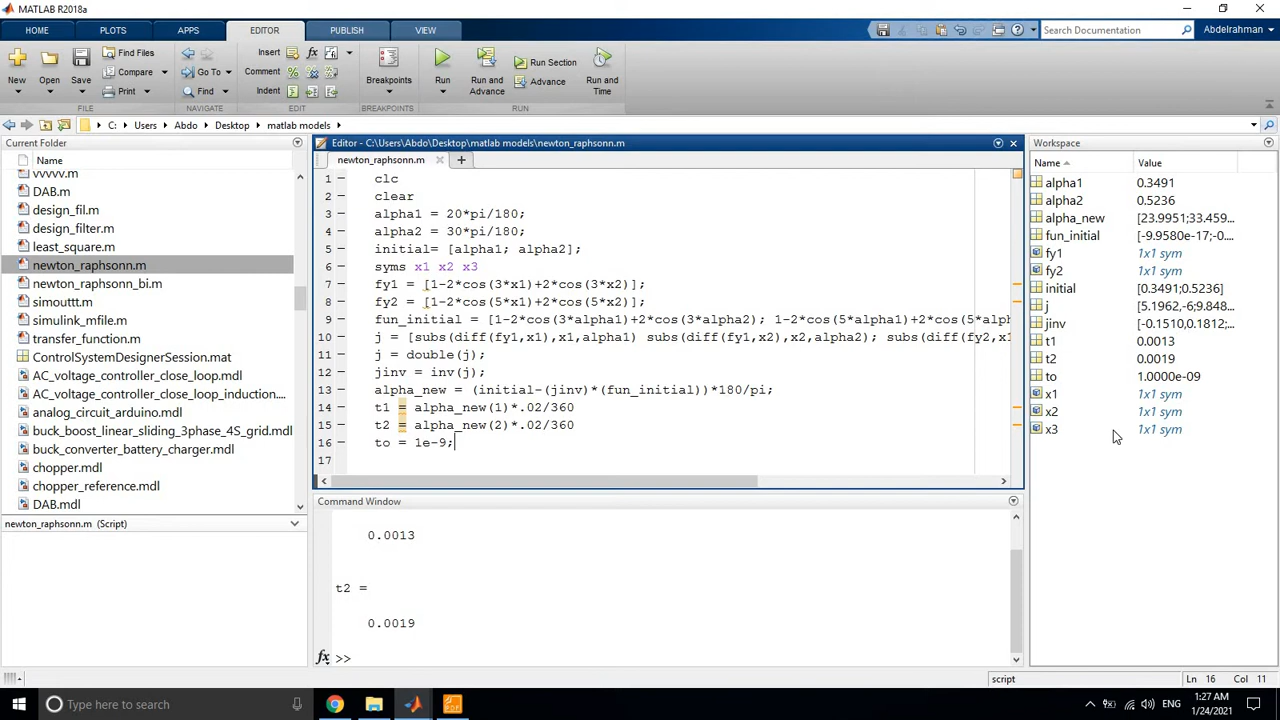 MATLAB R2018a
HOME PLOTS APPS EDITOR PUBLISH VIEW
Search Documentation
Abdelrahman
New Open Save Find Files Compare Print
Go To Find
Insert fx Comment Indent
Breakpoints
Run Run and Advance Run Section Advance Run and Time
FILE NAVIGATE EDIT BREAKPOINTS RUN
C: Users Abdo Desktop matlab models
Current Folder
Name
vvvvv.m
DAB.m
design_fil.m
design_filter.m
least_square.m
newton_raphsonn.m
newton_raphsonn_bi.m
simouttt.m
simulink_mfile.m
transfer_function.m
ControlSystemDesignerSession.mat
AC_voltage_controller_close_loop.mdl
AC_voltage_controller_close_loop_induction...
analog_circuit_arduino.mdl
buck_boost_linear_sliding_3phase_4S_grid.mdl
buck_converter_battery_charger.mdl
chopper.mdl
chopper_reference.mdl
DAB.mdl
newton_raphsonn.m (Script)
Editor - C:\Users\Abdo\Desktop\matlab models\newton_raphsonn.m
newton_raphsonn.m
1 clc
2 clear
3 alpha1 = 20*pi/180;
4 alpha2 = 30*pi/180;
5 initial= [alpha1; alpha2];
6 syms x1 x2 x3
7 fy1 = [1-2*cos(3*x1)+2*cos(3*x2)];
8 fy2 = [1-2*cos(5*x1)+2*cos(5*x2)];
9 fun_initial = [1-2*cos(3*alpha1)+2*cos(3*alpha2); 1-2*cos(5*alpha1)+2*cos(5*alph
10 j = [subs(diff(fy1,x1),x1,alpha1) subs(diff(fy1,x2),x2,alpha2); subs(diff(fy2,x1
11 j = double(j);
12 jinv = inv(j);
13 alpha_new = (initial-(jinv)*(fun_initial))*180/pi;
14 t1 = alpha_new(1)*.02/360
15 t2 = alpha_new(2)*.02/360
16 to = 1e-9;
17
Command Window
0.0013
t2 =
0.0019
fx >>
Workspace
Name Value
alpha1 0.3491
alpha2 0.5236
alpha_new [23.9951;33.459...
fun_initial [-9.9580e-17;-0....
fy1 1x1 sym
fy2 1x1 sym
initial [0.3491;0.5236]
j [5.1962,-6;9.848...
jinv [-0.1510,0.1812;...
t1 0.0013
t2 0.0019
to 1.0000e-09
x1 1x1 sym
x2 1x1 sym
x3 1x1 sym
script Ln 16 Col 11
Type here to search
ENG
1:27 AM
1/24/2021